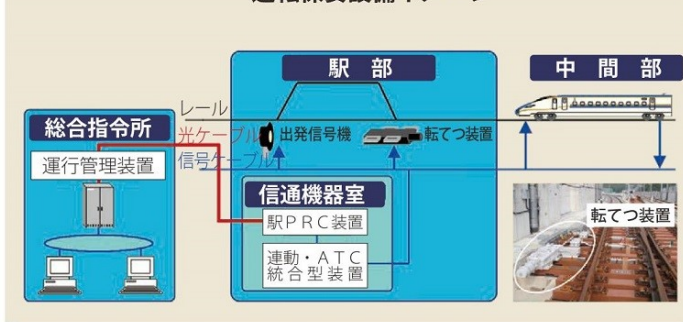 駅部
中間部
総合指令所
レール
光ケーブル
信号ケーブル
出発信号機
転てつ装置
運行管理装置
信通機器室
駅PRC装置
連動・ATC
統合型装置
転てつ装置